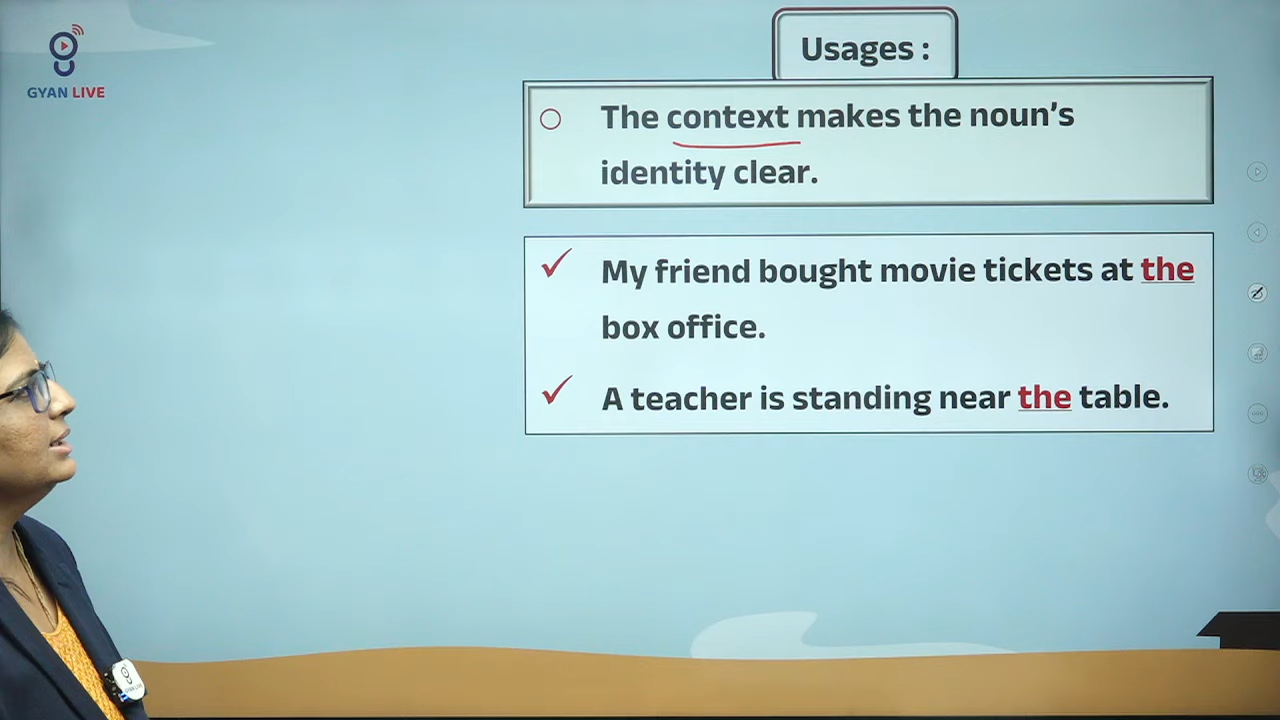 GYAN LIVE
Usages :
The context makes the noun's
identity clear.
My friend bought movie tickets at the
box office.
A teacher is standing near the table.